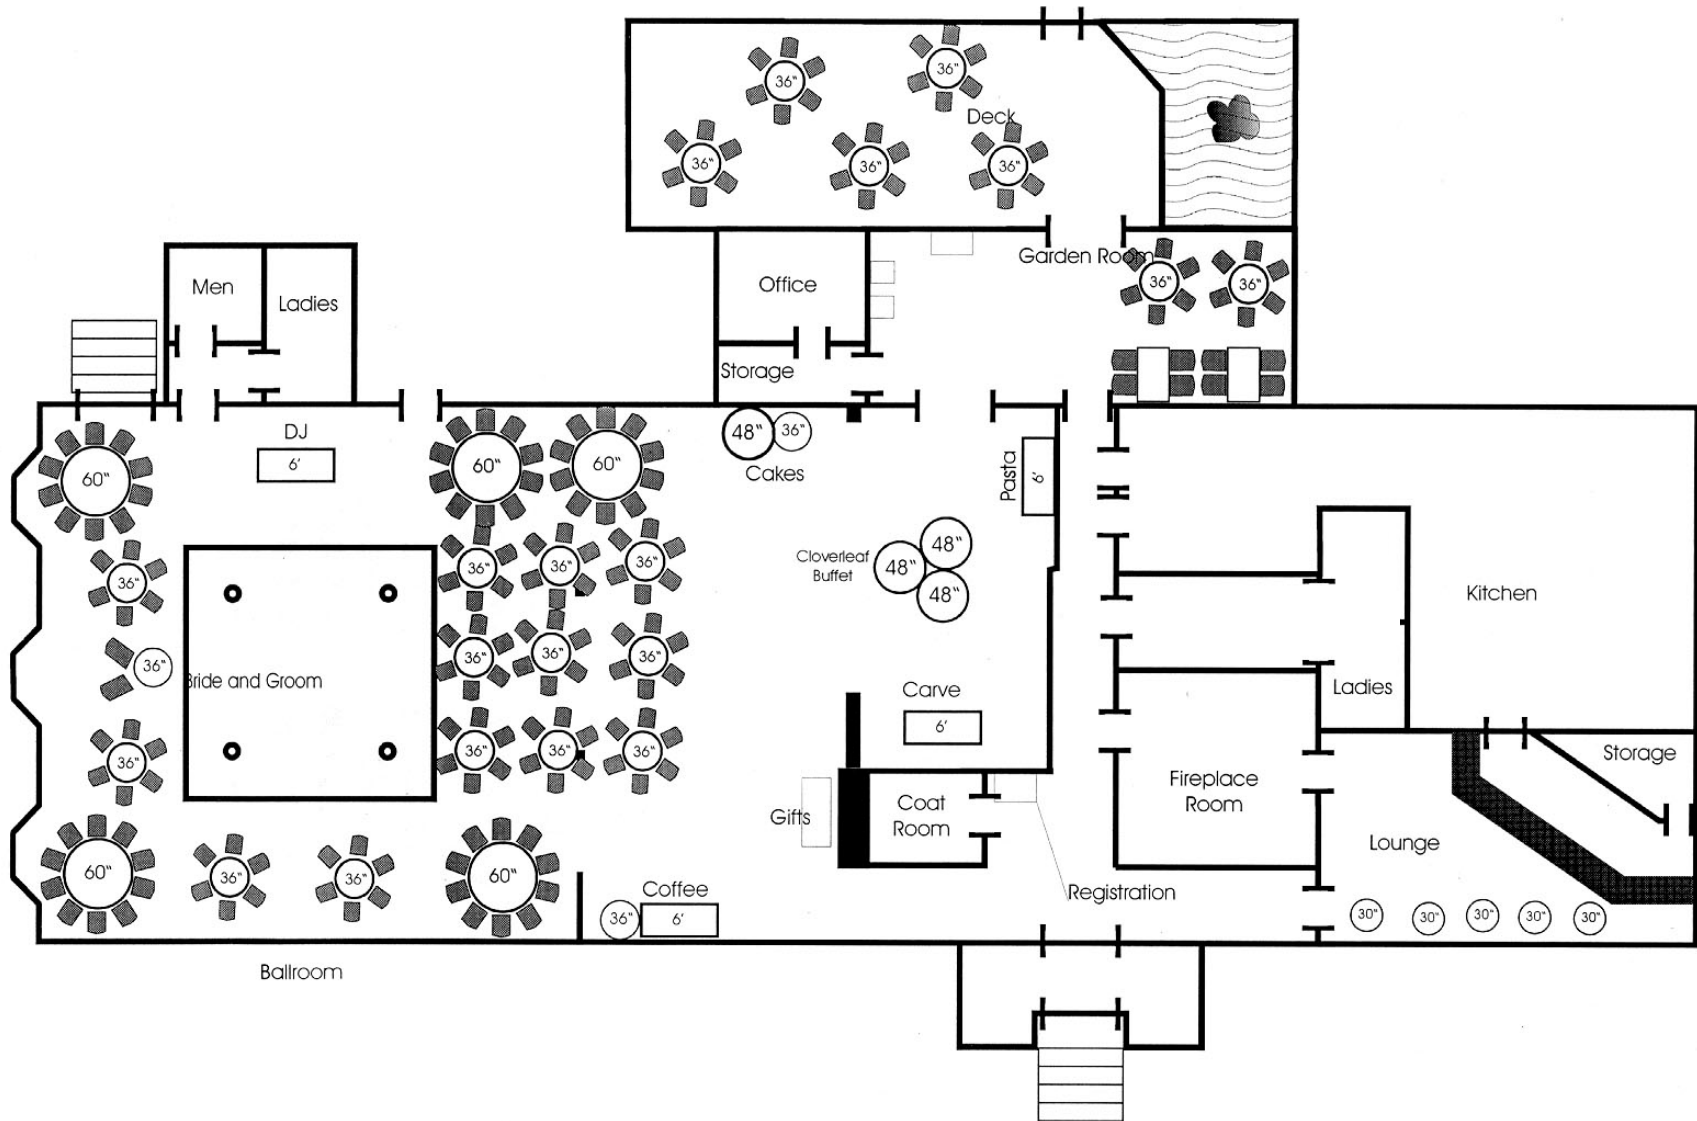 36"
36"
Deck
36"
36"
36"
Garden Room
Men
Ladies
Office
36"
36"
Storage
DJ
6'
60"
60"
60"
48"
36"
Cakes
Pasta
6'
36"
36"
36"
36"
Cloverleaf
Buffet
48"
48"
48"
Kitchen
36"
Bride and Groom
36"
36"
36"
Carve
6'
Ladies
36"
36"
36"
36"
Gifts
Coat
Room
Fireplace
Room
Storage
Lounge
60"
36"
36"
60"
Coffee
36"
6'
Registration
30"
30"
30"
30"
30"
Ballroom